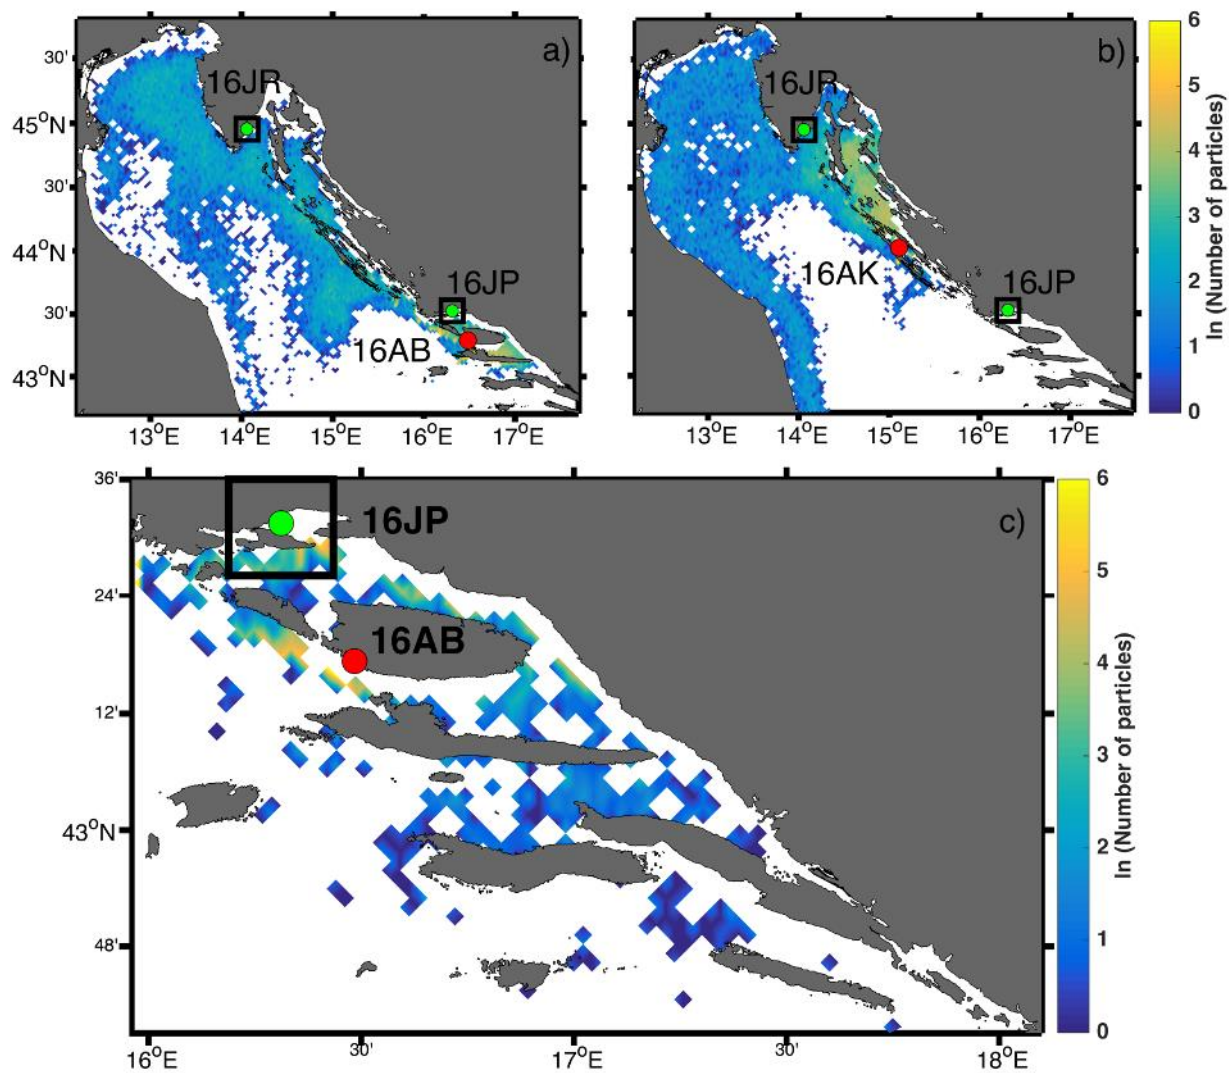 a)
b)
16JR
16JR
16JP
16JP
16AB
16AK
30'
45°N
30'
44°N
30'
43°N
13°E
14°E
15°E
16°E
17°E
13°E
14°E
15°E
16°E
17°E
6
5
4
3
2
1
0
ln (Number of particles)
c)
16JP
16AB
36'
24'
12'
43°N
48'
16°E
30'
17°E
30'
18°E
6
5
4
3
2
1
0
ln (Number of particles)